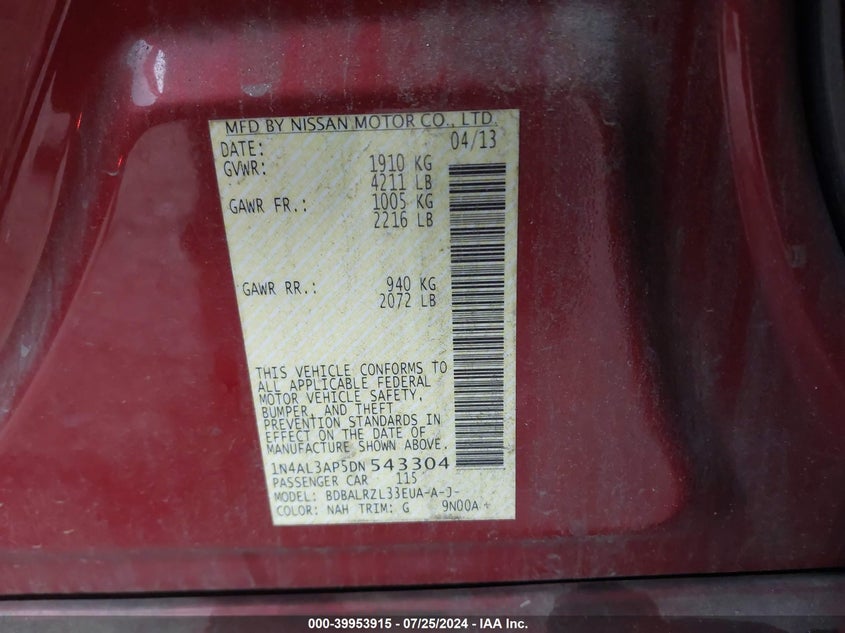 MFD BY NISSAN MOTOR CO., LTD.
DATE: 04/13
GVWR: 1910 KG
4211 LB
GAWR FR.: 1005 KG
2216 LB
GAWR RR.: 940 KG
2072 LB
THIS VEHICLE CONFORMS TO
ALL APPLICABLE FEDERAL
MOTOR VEHICLE SAFETY,
BUMPER, AND THEFT
PREVENTION STANDARDS IN
EFFECT ON THE DATE OF
MANUFACTURE SHOWN ABOVE.
1N4AL3AP5DN543304
PASSENGER CAR 115
MODEL: BDBALRZL33EUA-A-J-
COLOR: NAH TRIM: G 9N00A
000-39953915 - 07/25/2024 - IAA Inc.